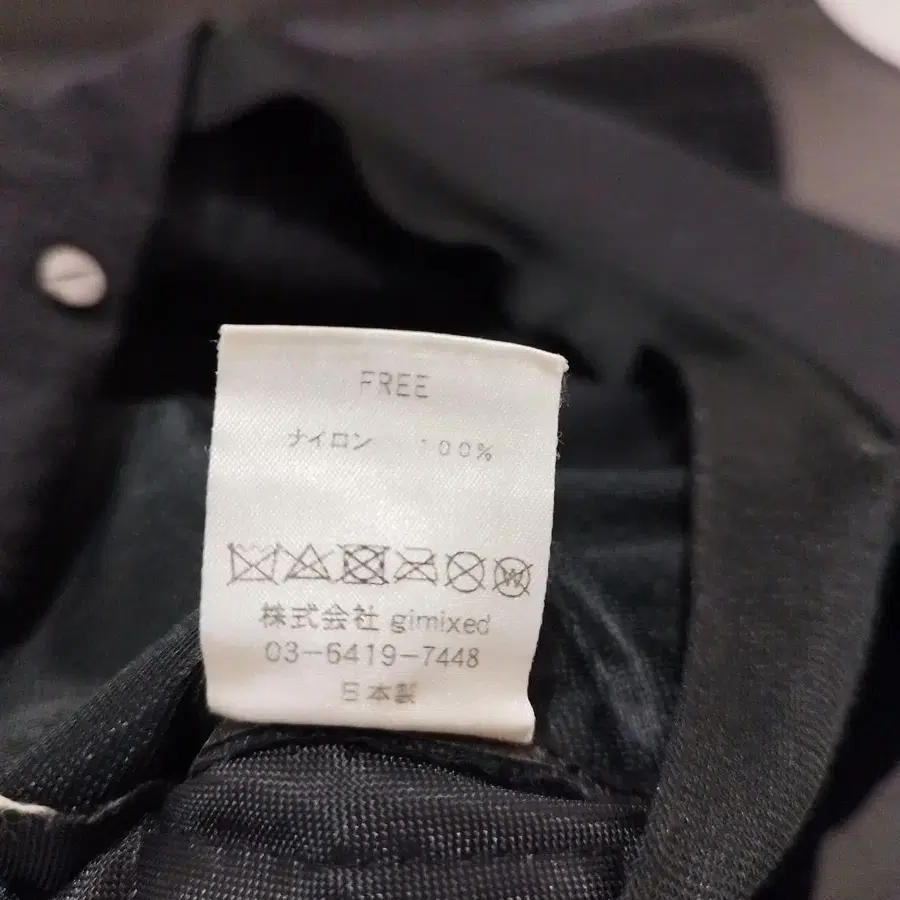 FREE
ナイロン 100%
W
株式会社 gimixed
03-6419-7448
日本製